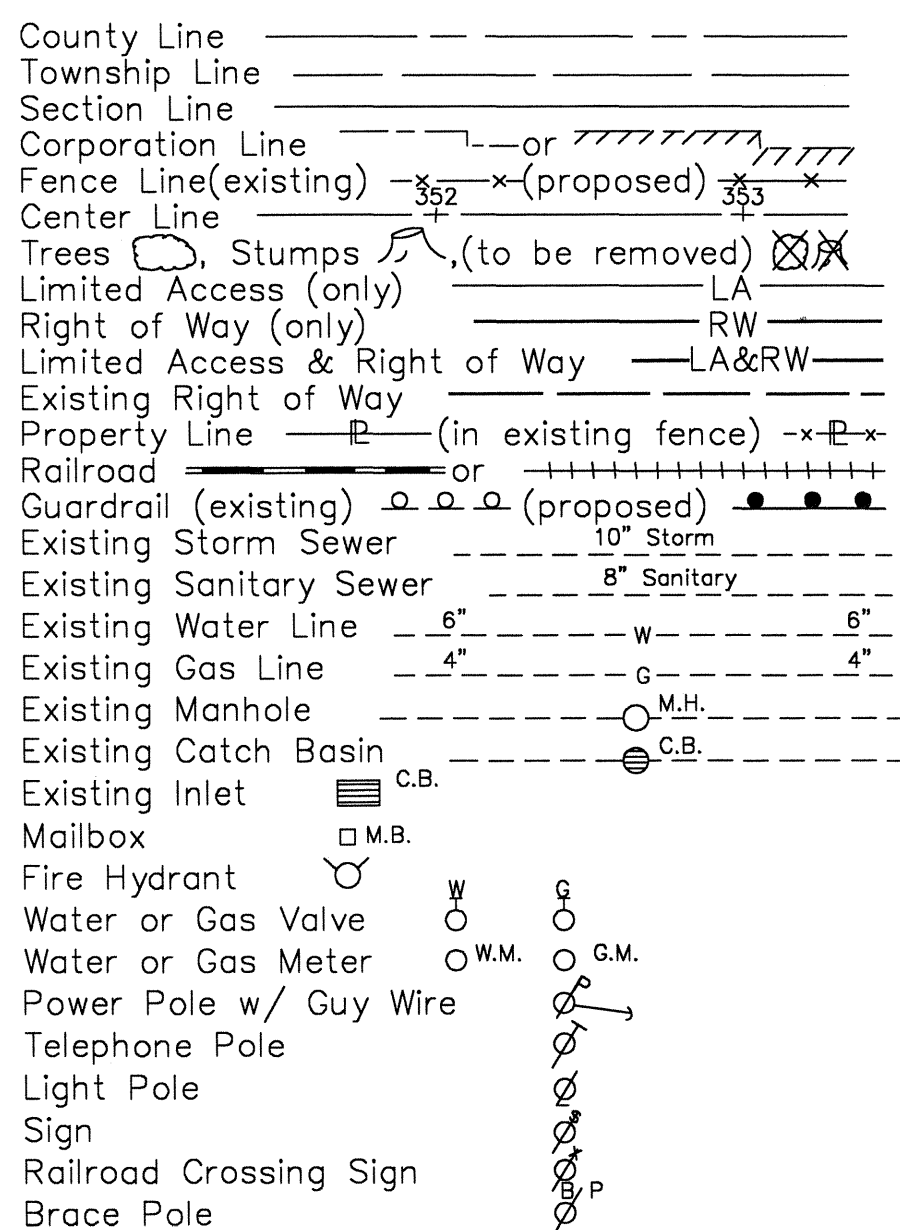 County Line
Township Line
Section Line
Corporation Line or
Fence Line(existing) (proposed)
352 353
Center Line
Trees , Stumps ,(to be removed)
Limited Access (only) LA
Right of Way (only) RW
Limited Access & Right of Way LA&RW
Existing Right of Way
Property Line PL (in existing fence) x PL x
Railroad or
Guardrail (existing) (proposed)
Existing Storm Sewer 10" Storm
Existing Sanitary Sewer 8" Sanitary
Existing Water Line 6" W 6"
Existing Gas Line 4" G 4"
Existing Manhole M.H.
Existing Catch Basin C.B.
Existing Inlet C.B.
Mailbox M.B.
Fire Hydrant
W G
Water or Gas Valve
Water or Gas Meter W.M. G.M.
Power Pole w/ Guy Wire P
Telephone Pole T
Light Pole L
Sign S
Railroad Crossing Sign X
B P
Brace Pole